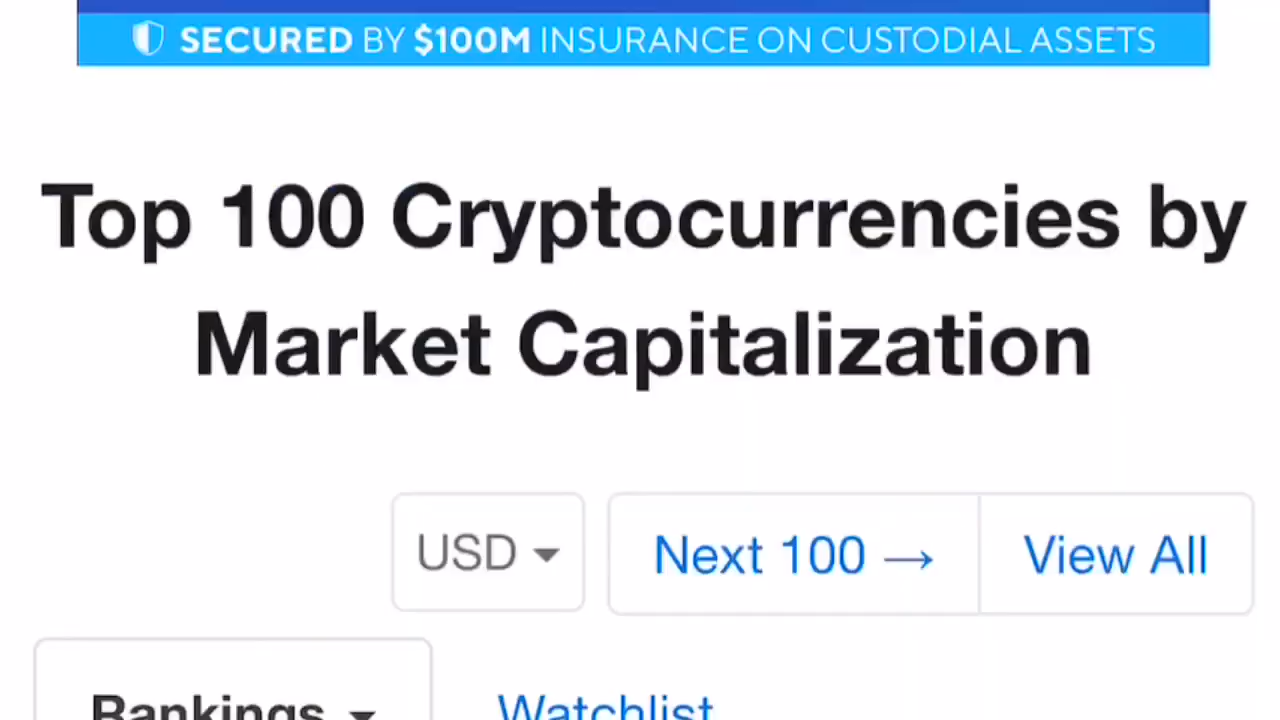 SECURED BY $100M INSURANCE ON CUSTODIAL ASSETS
Top 100 Cryptocurrencies by
Market Capitalization
USD
Next 100 →
View All
Rankings
Watchlist